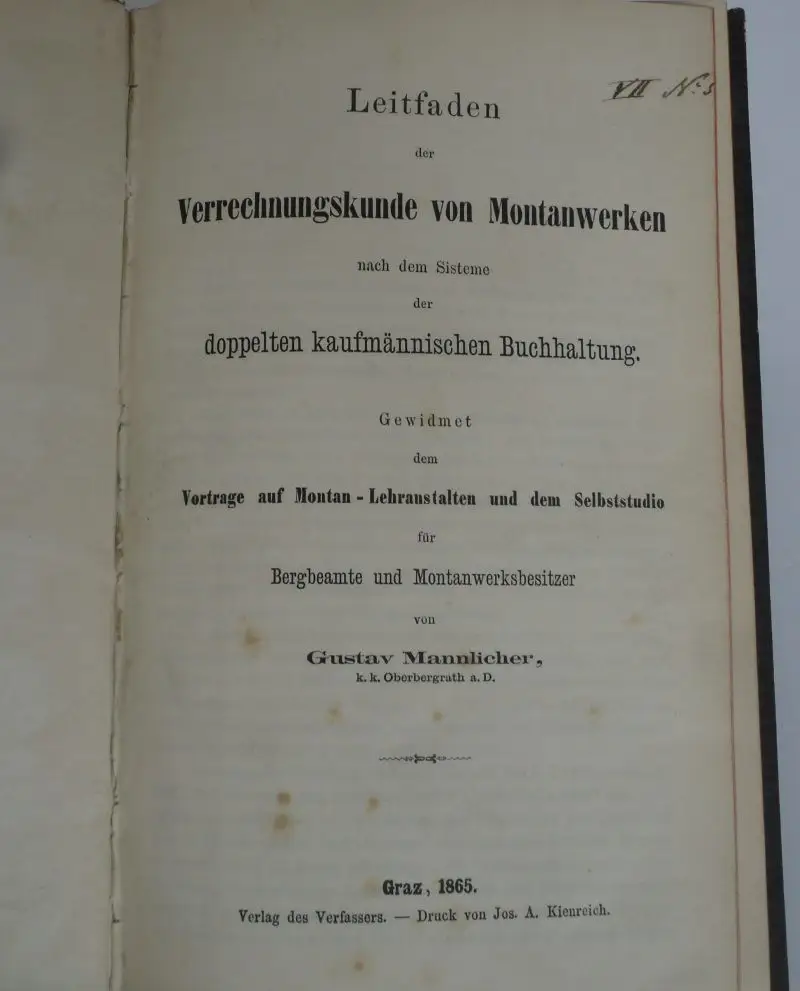 VII No: 5
Leitfaden
der
Verrechnungskunde von Montanwerken
nach dem Sisteme
der
doppelten kaufmännischen Buchhaltung.
Gewidmet
dem
Vortrage auf Montan-Lehranstalten und dem Selbststudio
für
Bergbeamte und Montanwerksbesitzer
von
Gustav Mannlicher,
k. k. Oberbergrath a. D.
Graz, 1865.
Verlag des Verfassers. — Druck von Jos. A. Kienreich.